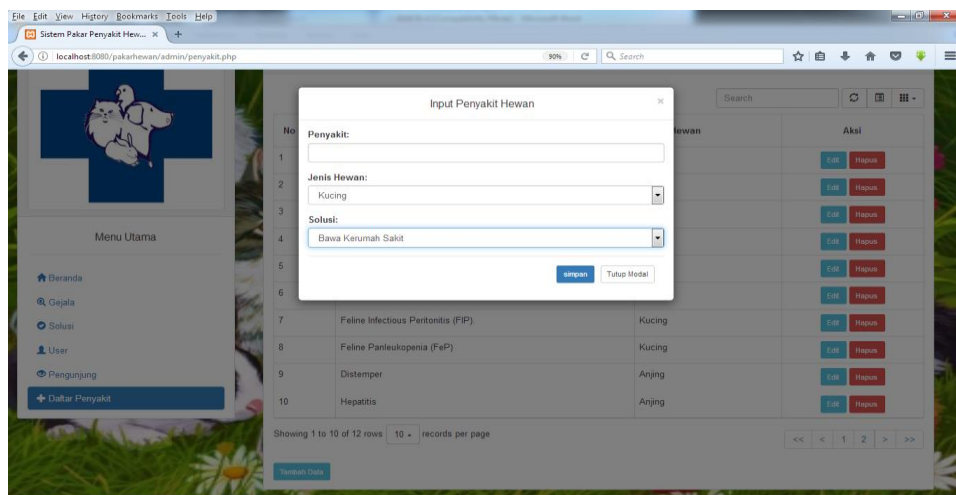 File Edit View History Bookmarks Tools Help
Sistem Pakar Penyakit Hew... × +
localhost:8080/pakarhewan/admin/penyakit.php 90% Search
Input Penyakit Hewan ×
Penyakit:
Jenis Hewan:
Kucing
Solusi:
Bawa Kerumah Sakit
simpan Tutup Modal
Search
No Hewan Aksi
1 Edit Hapus
2 Edit Hapus
3 Edit Hapus
4 Edit Hapus
5 Edit Hapus
6 Edit Hapus
7 Feline Infectious Peritonitis (FIP) Kucing Edit Hapus
8 Feline Panleukopenia (FeP) Kucing Edit Hapus
9 Distemper Anjing Edit Hapus
10 Hepatitis Anjing Edit Hapus
Showing 1 to 10 of 12 rows 10 records per page
<< < 1 2 > >>
Tambah Data
Menu Utama
Beranda
Gejala
Solusi
User
Pengunjung
Daftar Penyakit